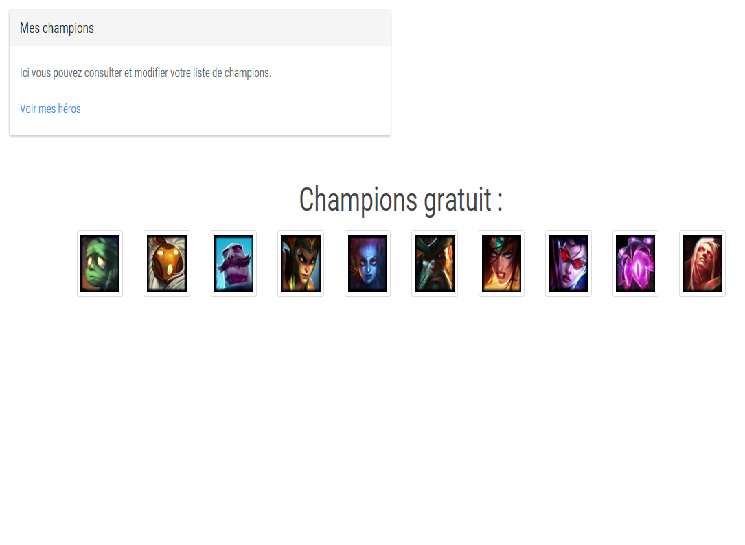 Mes champions
Ici vous pouvez consulter et modifier votre liste de champions.
Voir mes héros
Champions gratuit :